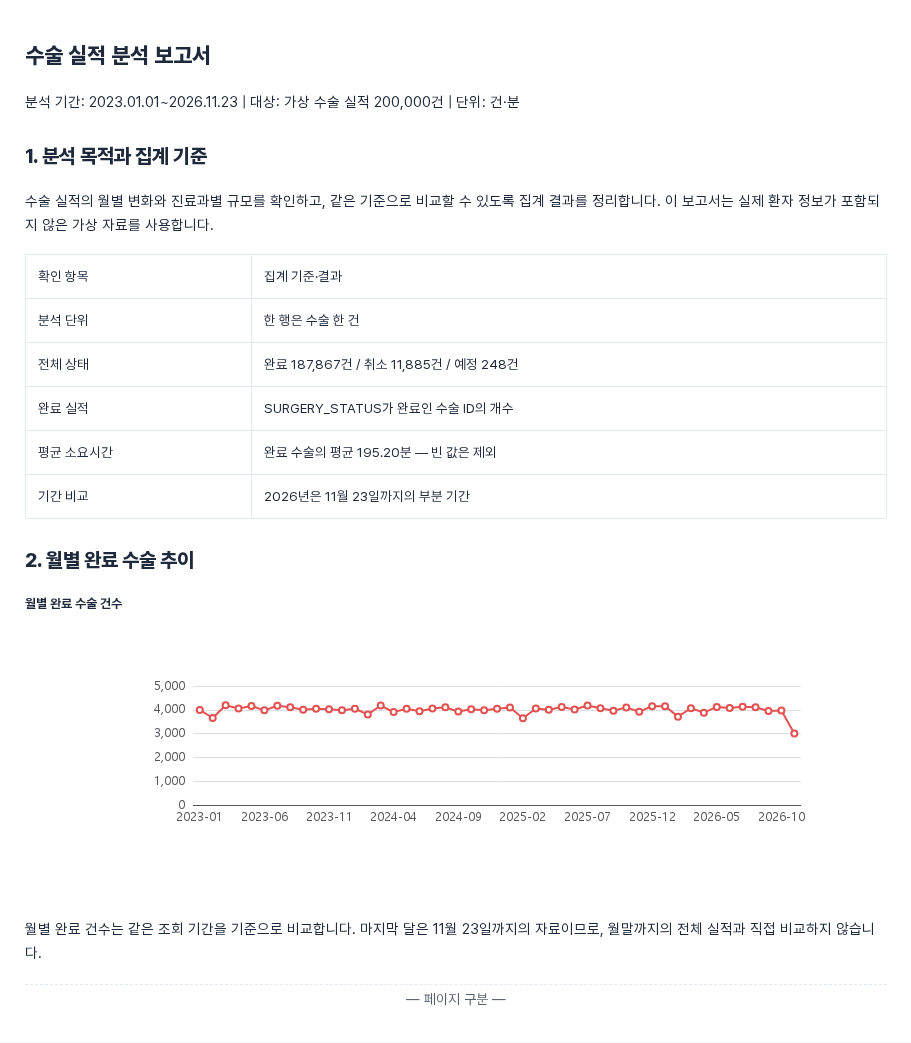 수술 실적 분석 보고서
분석 기간: 2023.01.01~2026.11.23 | 대상: 가상 수술 실적 200,000건 | 단위: 건·분
1. 분석 목적과 집계 기준
수술 실적의 월별 변화와 진료과별 규모를 확인하고, 같은 기준으로 비교할 수 있도록 집계 결과를 정리합니다. 이 보고서는 실제 환자 정보가 포함되
지 않은 가상 자료를 사용합니다.
확인 항목 집계 기준·결과
분석 단위 한 행은 수술 한 건
전체 상태 완료 187,867건 / 취소 11,885건 / 예정 248건
완료 실적 SURGERY_STATUS가 완료인 수술 ID의 개수
평균 소요시간 완료 수술의 평균 195.20분 — 빈 값은 제외
기간 비교 2026년은 11월 23일까지의 부분 기간
2. 월별 완료 수술 추이
월별 완료 수술 건수
5,000
4,000
3,000
2,000
1,000
0
2023-01 2023-06 2023-11 2024-04 2024-09 2025-02 2025-07 2025-12 2026-05 2026-10
월별 완료 건수는 같은 조회 기간을 기준으로 비교합니다. 마지막 달은 11월 23일까지의 자료이므로, 월말까지의 전체 실적과 직접 비교하지 않습니
다.
— 페이지 구분 —